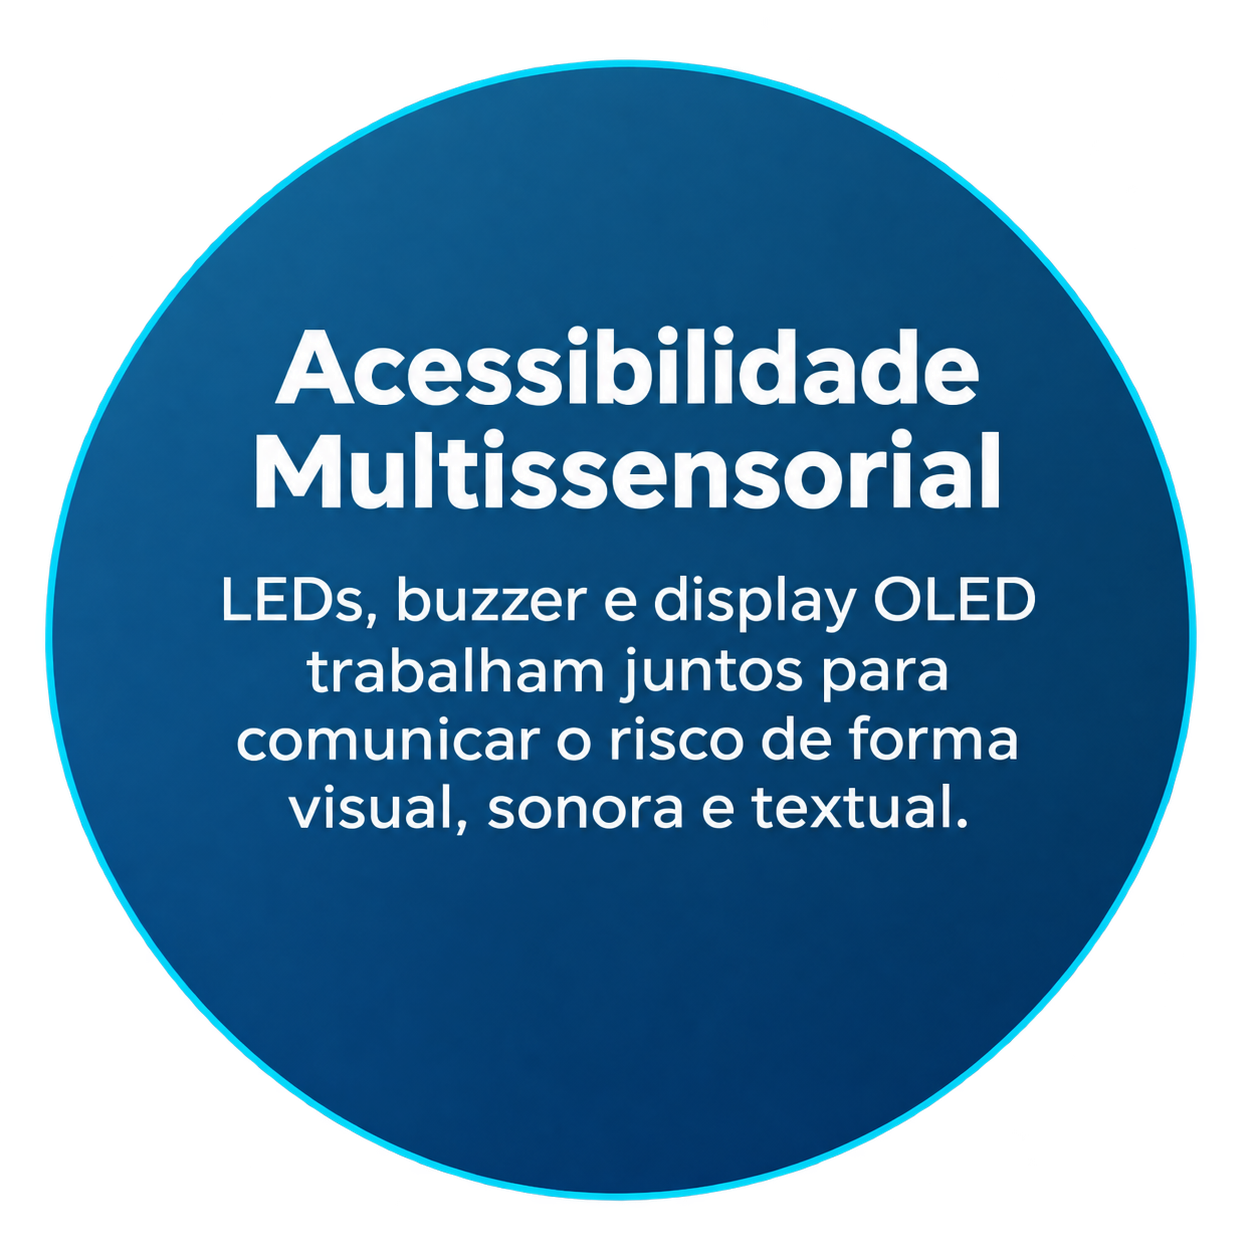 Acessibilidade
Multissensorial
LEDs, buzzer e display OLED
trabalham juntos para
comunicar o risco de forma
visual, sonora e textual.